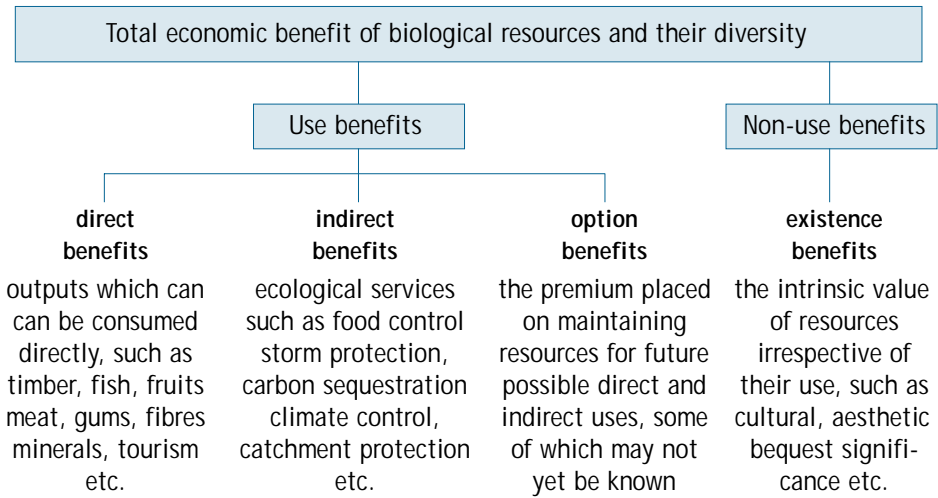 Total economic benefit of biological resources and their diversity
Use benefits
Non-use benefits
direct
benefits
outputs which can
can be consumed
directly, such as
timber, fish, fruits
meat, gums, fibres
minerals, tourism
etc.
indirect
benefits
ecological services
such as food control
storm protection,
carbon sequestration
climate control,
catchment protection
etc.
option
benefits
the premium placed
on maintaining
resources for future
possible direct and
indirect uses, some
of which may not
yet be known
existence
benefits
the intrinsic value
of resources
irrespective of
their use, such as
cultural, aesthetic
bequest signifi-
cance etc.